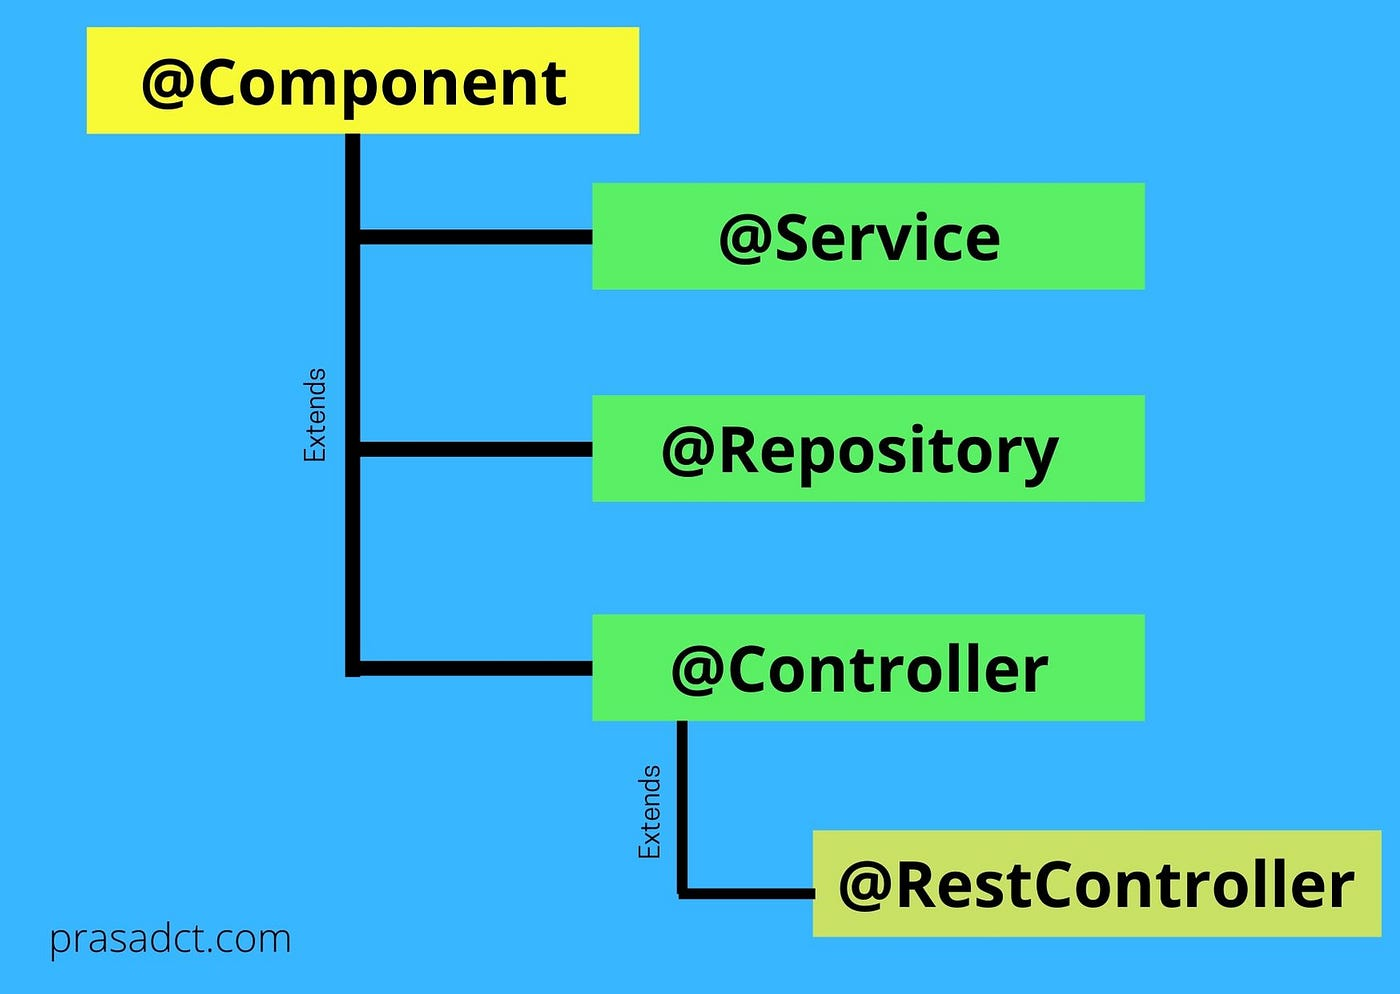 @Component
@Service
Extends
@Repository
@Controller
Extends
@RestController
prasadct.com